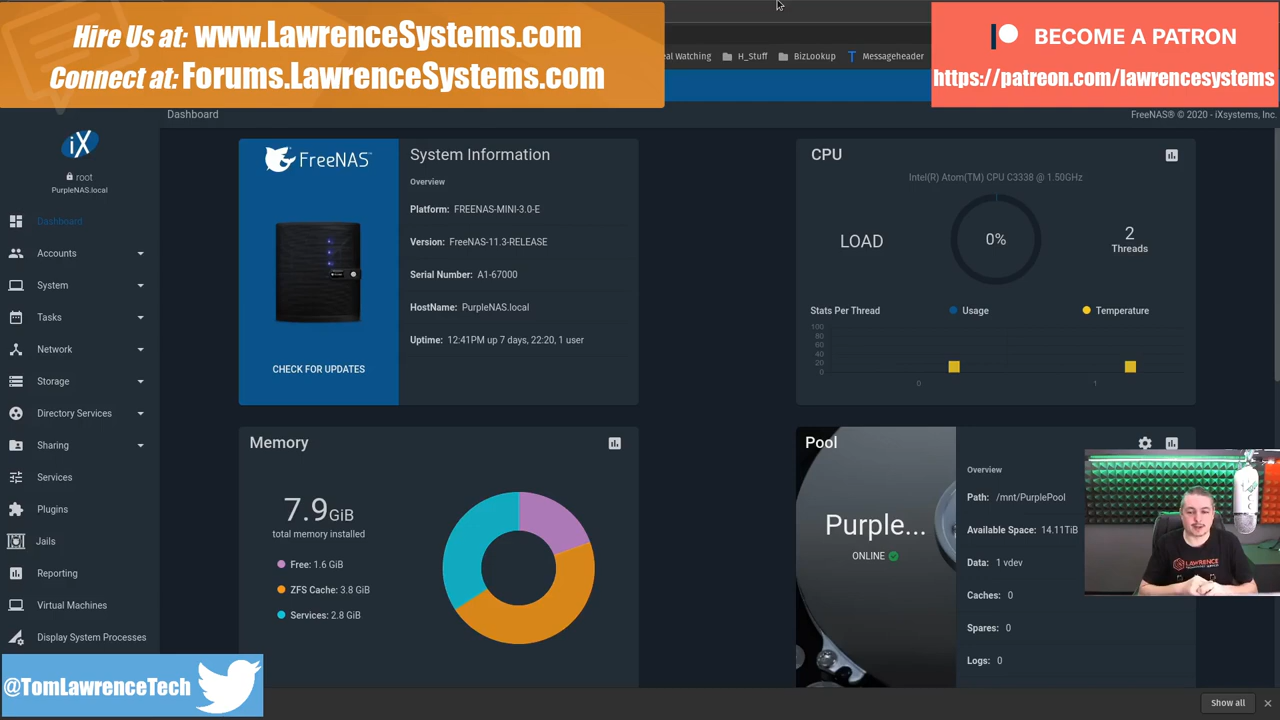 Hire Us at: www.LawrenceSystems.com
Connect at: Forums.LawrenceSystems.com
BECOME A PATRON
https://patreon.com/lawrencesystems
eal Watching
H_Stuff
BizLookup
Messageheader
Dashboard
FreeNAS® © 2020 - iXsystems, Inc.
iX
root
PurpleNAS.local
Dashboard
Accounts
System
Tasks
Network
Storage
Directory Services
Sharing
Services
Plugins
Jails
Reporting
Virtual Machines
Display System Processes
FreeNAS™
CHECK FOR UPDATES
System Information
Overview
Platform: FREENAS-MINI-3.0-E
Version: FreeNAS-11.3-RELEASE
Serial Number: A1-67000
HostName: PurpleNAS.local
Uptime: 12:41PM up 7 days, 22:20, 1 user
CPU
Intel(R) Atom(TM) CPU C3338 @ 1.50GHz
LOAD
0%
2
Threads
Stats Per Thread
Usage
Temperature
100
80
60
40
20
0
0
1
Memory
7.9GiB
total memory installed
Free: 1.6 GiB
ZFS Cache: 3.8 GiB
Services: 2.8 GiB
Pool
Purple...
ONLINE
Overview
Path: /mnt/PurplePool
Available Space: 14.11TiB
Data: 1 vdev
Caches: 0
Spares: 0
Logs: 0
LAWRENCE
@TomLawrenceTech
Show all